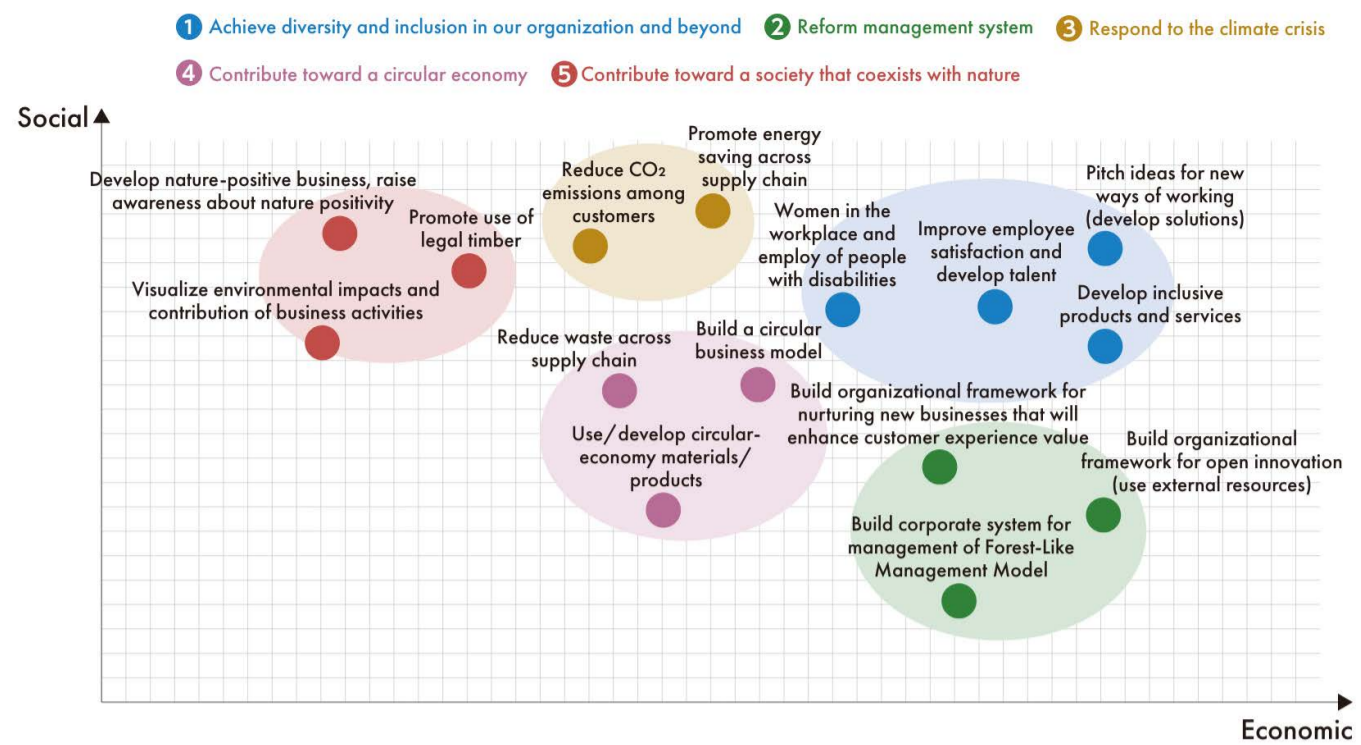 1 Achieve diversity and inclusion in our organization and beyond 2 Reform management system 3 Respond to the climate crisis
4 Contribute toward a circular economy 5 Contribute toward a society that coexists with nature
Social
Develop nature-positive business, raise
awareness about nature positivity
Promote use of
legal timber
Visualize environmental impacts and
contribution of business activities
Reduce CO₂
emissions among
customers
Promote energy
saving across
supply chain
Women in the
workplace and
employ of people
with disabilities
Improve employee
satisfaction and
develop talent
Pitch ideas for new
ways of working
(develop solutions)
Develop inclusive
products and services
Reduce waste across
supply chain
Build a circular
business model
Use/develop circular-
economy materials/
products
Build organizational framework for
nurturing new businesses that will
enhance customer experience value
Build organizational
framework for open innovation
(use external resources)
Build corporate system for
management of Forest-Like
Management Model
Economic